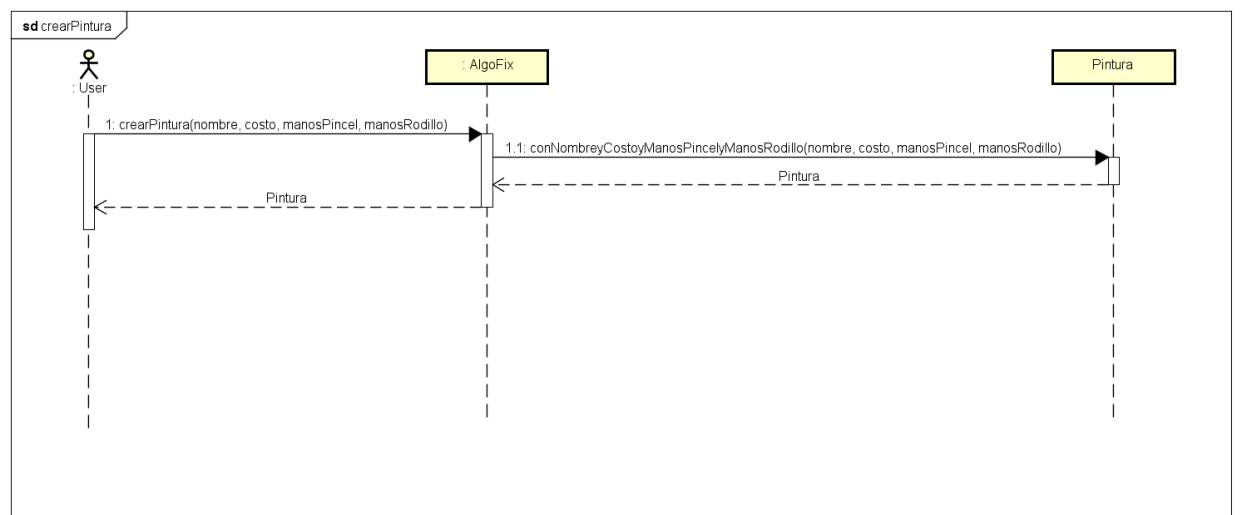 sd crearPintura
: User
: AlgoFix
Pintura
1: crearPintura(nombre, costo, manosPincel, manosRodillo)
1.1: conNombreyCostoyManosPincelyManosRodillo(nombre, costo, manosPincel, manosRodillo)
Pintura
Pintura